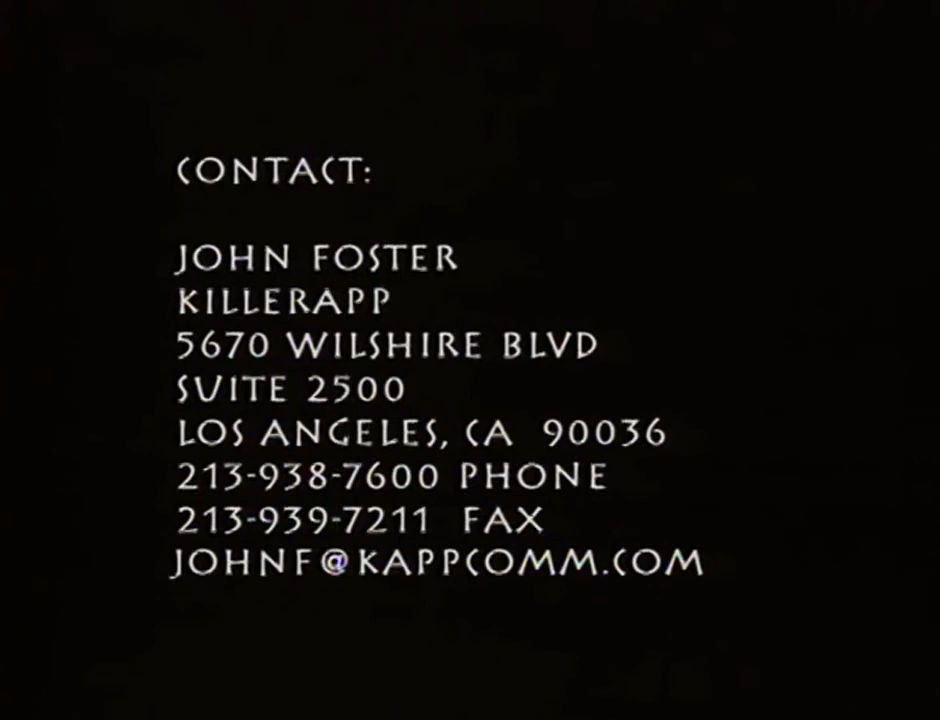 CONTACT:
JOHN FOSTER
KILLERAPP
5670 WILSHIRE BLVD
SUITE 2500
LOS ANGELES, CA  90036
213-938-7600 PHONE
213-939-7211  FAX
JOHNF@KAPPCOMM.COM